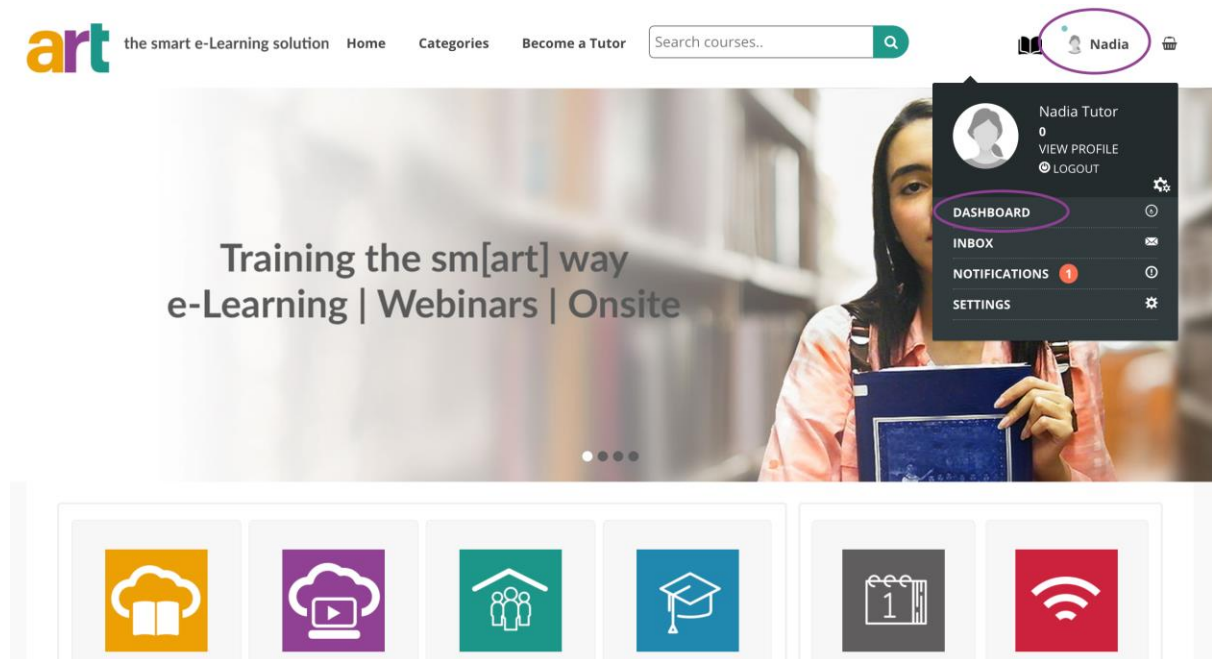 art the smart e-Learning solution Home Categories Become a Tutor Search courses.. Nadia
Nadia Tutor
0
VIEW PROFILE
LOGOUT
DASHBOARD
INBOX
NOTIFICATIONS 1
SETTINGS
Training the sm[art] way
e-Learning | Webinars | Onsite
1